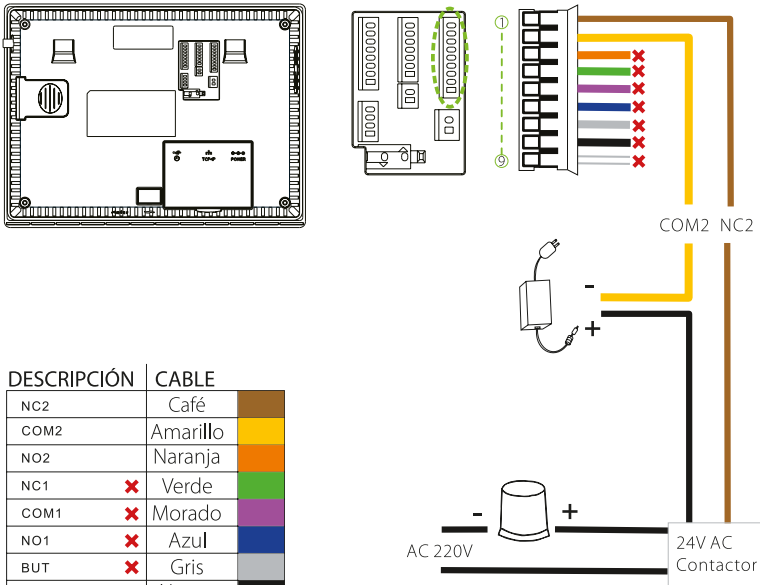 TCP-IP
POWER
①
⑨
COM2 NC2
-
+
DESCRIPCIÓN CABLE
NC2 Café
COM2 Amarillo
NO2 Naranja
NC1 Verde
COM1 Morado
NO1 Azul
BUT Gris
- +
AC 220V
24V AC
Contactor